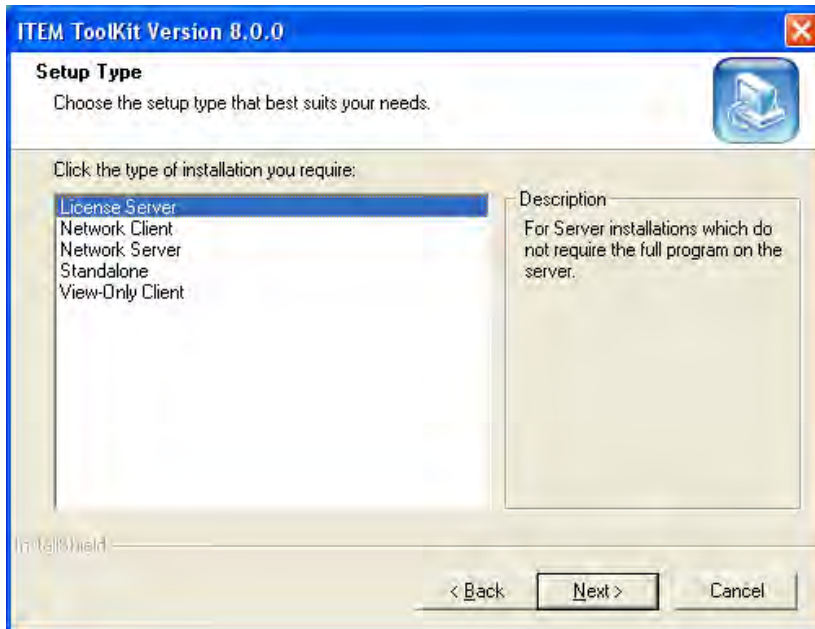 ITEM ToolKit Version 8.0.0
Setup Type
Choose the setup type that best suits your needs.
Click the type of installation you require:
License Server
Network Client
Network Server
Standalone
View-Only Client
Description
For Server installations which do
not require the full program on the
server.
InstallShield
< Back
Next >
Cancel